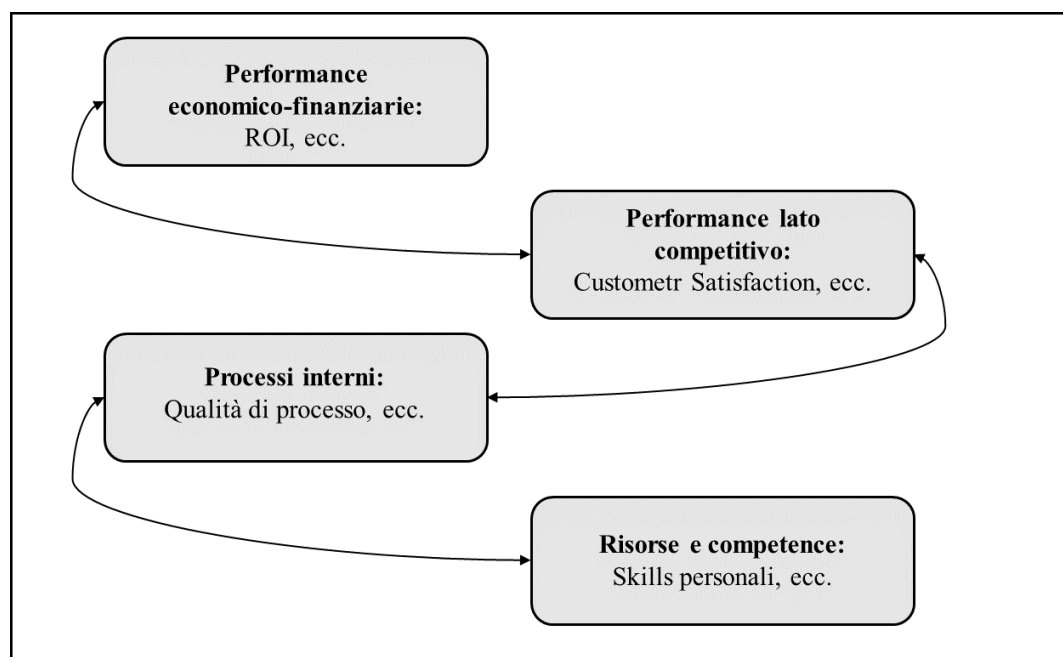 Performance
economico-finanziarie:
ROI, ecc.
Performance lato
competitivo:
Custometr Satisfaction, ecc.
Processi interni:
Qualità di processo, ecc.
Risorse e competence:
Skills personali, ecc.